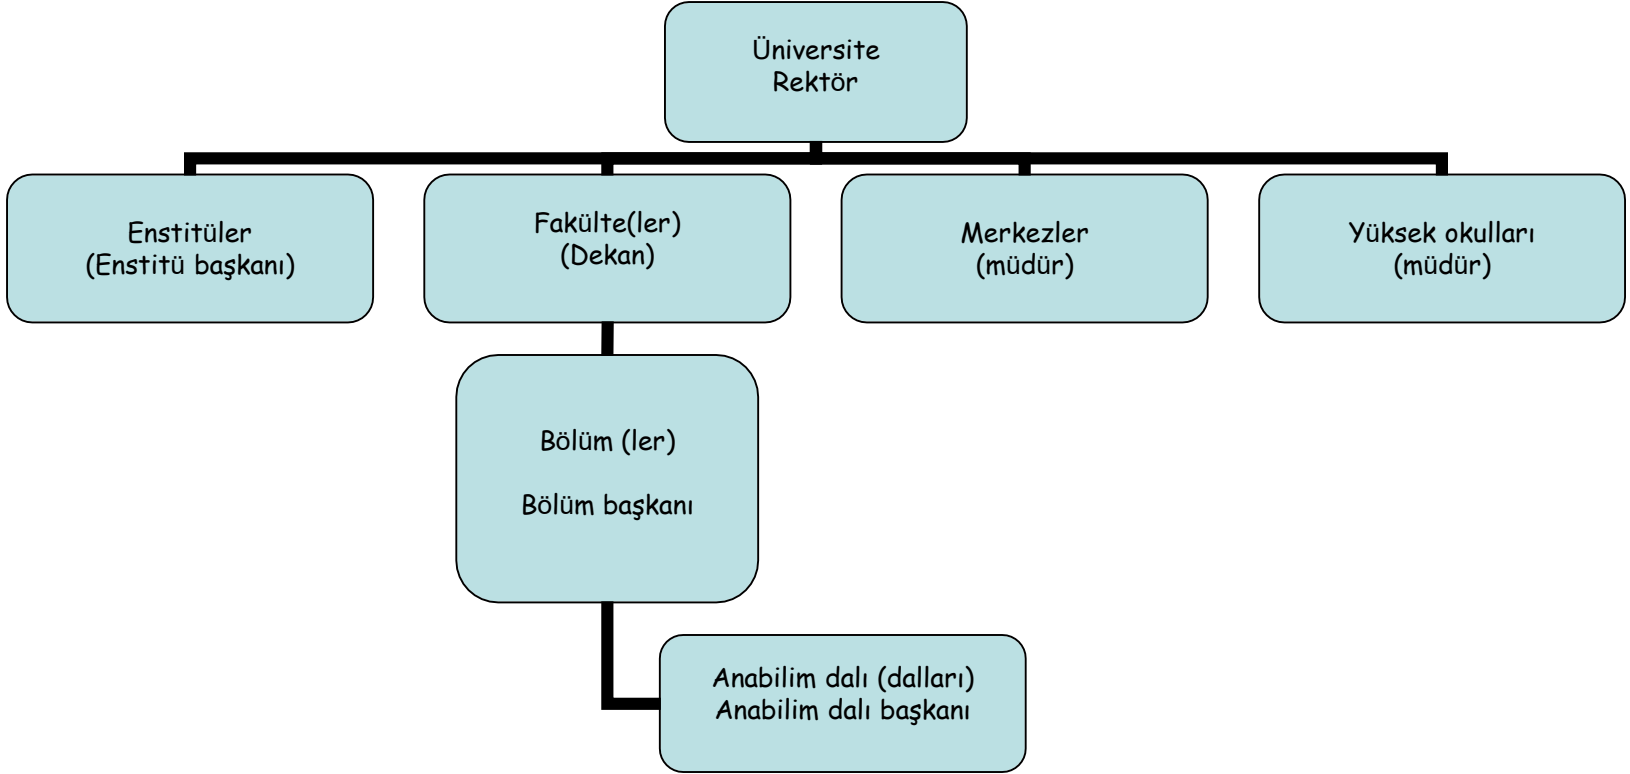 Üniversite
Rektör
Enstitüler
(Enstitü başkanı)
Fakülte(ler)
(Dekan)
Merkezler
(müdür)
Yüksek okulları
(müdür)
Bölüm (ler)
Bölüm başkanı
Anabilim dalı (dalları)
Anabilim dalı başkanı